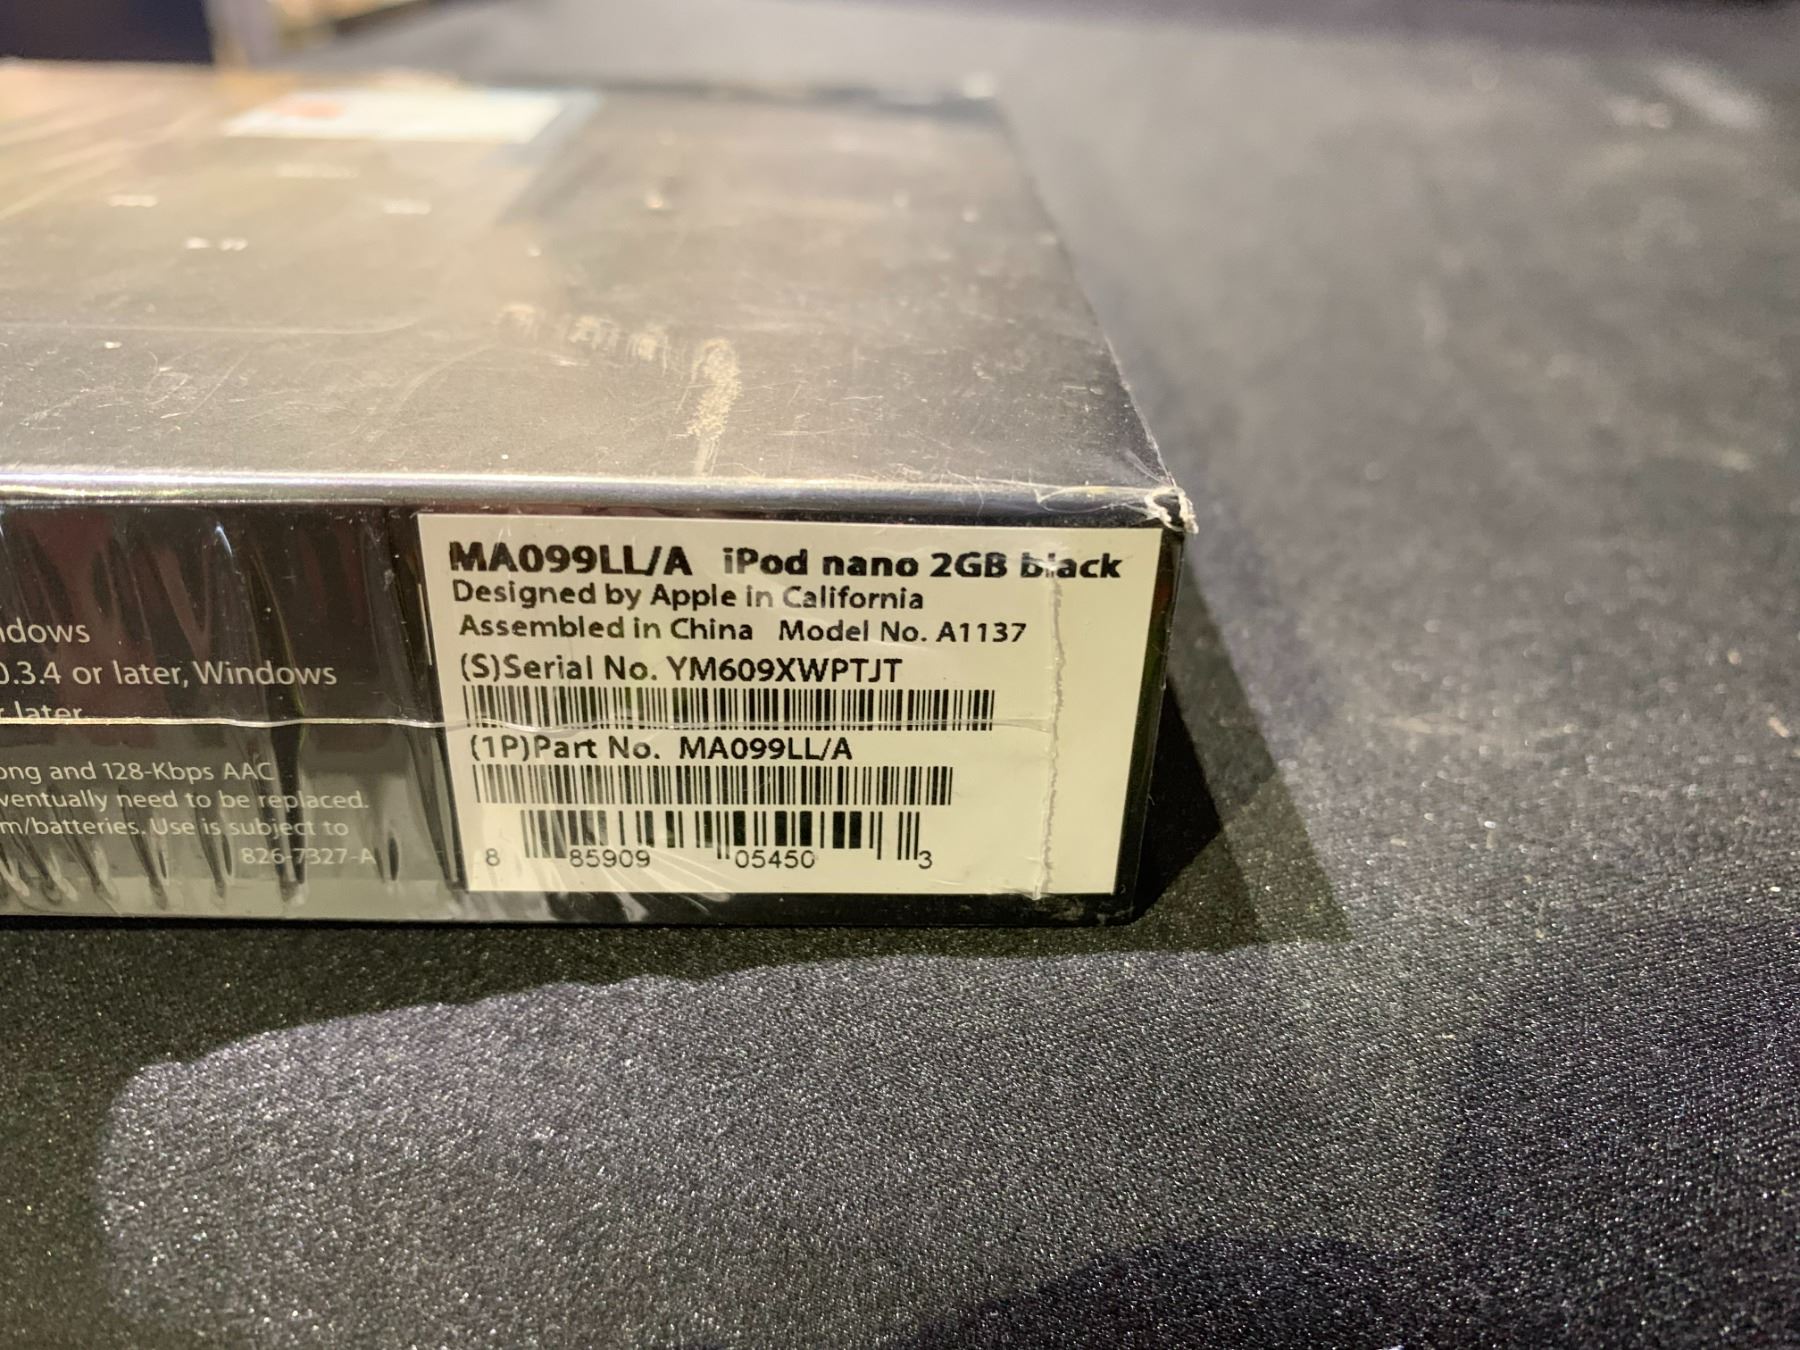 MA099LL/A iPod nano 2GB black
Designed by Apple in California
Assembled in China Model No. A1137
(S)Serial No. YM609XWPTJT
(1P)Part No. MA099LL/A
8 85909 05450 3
ndows
0.3.4 or later, Windows
r later
ong and 128-Kbps AAC
ventually need to be replaced.
m/batteries. Use is subject to
826-7327-A